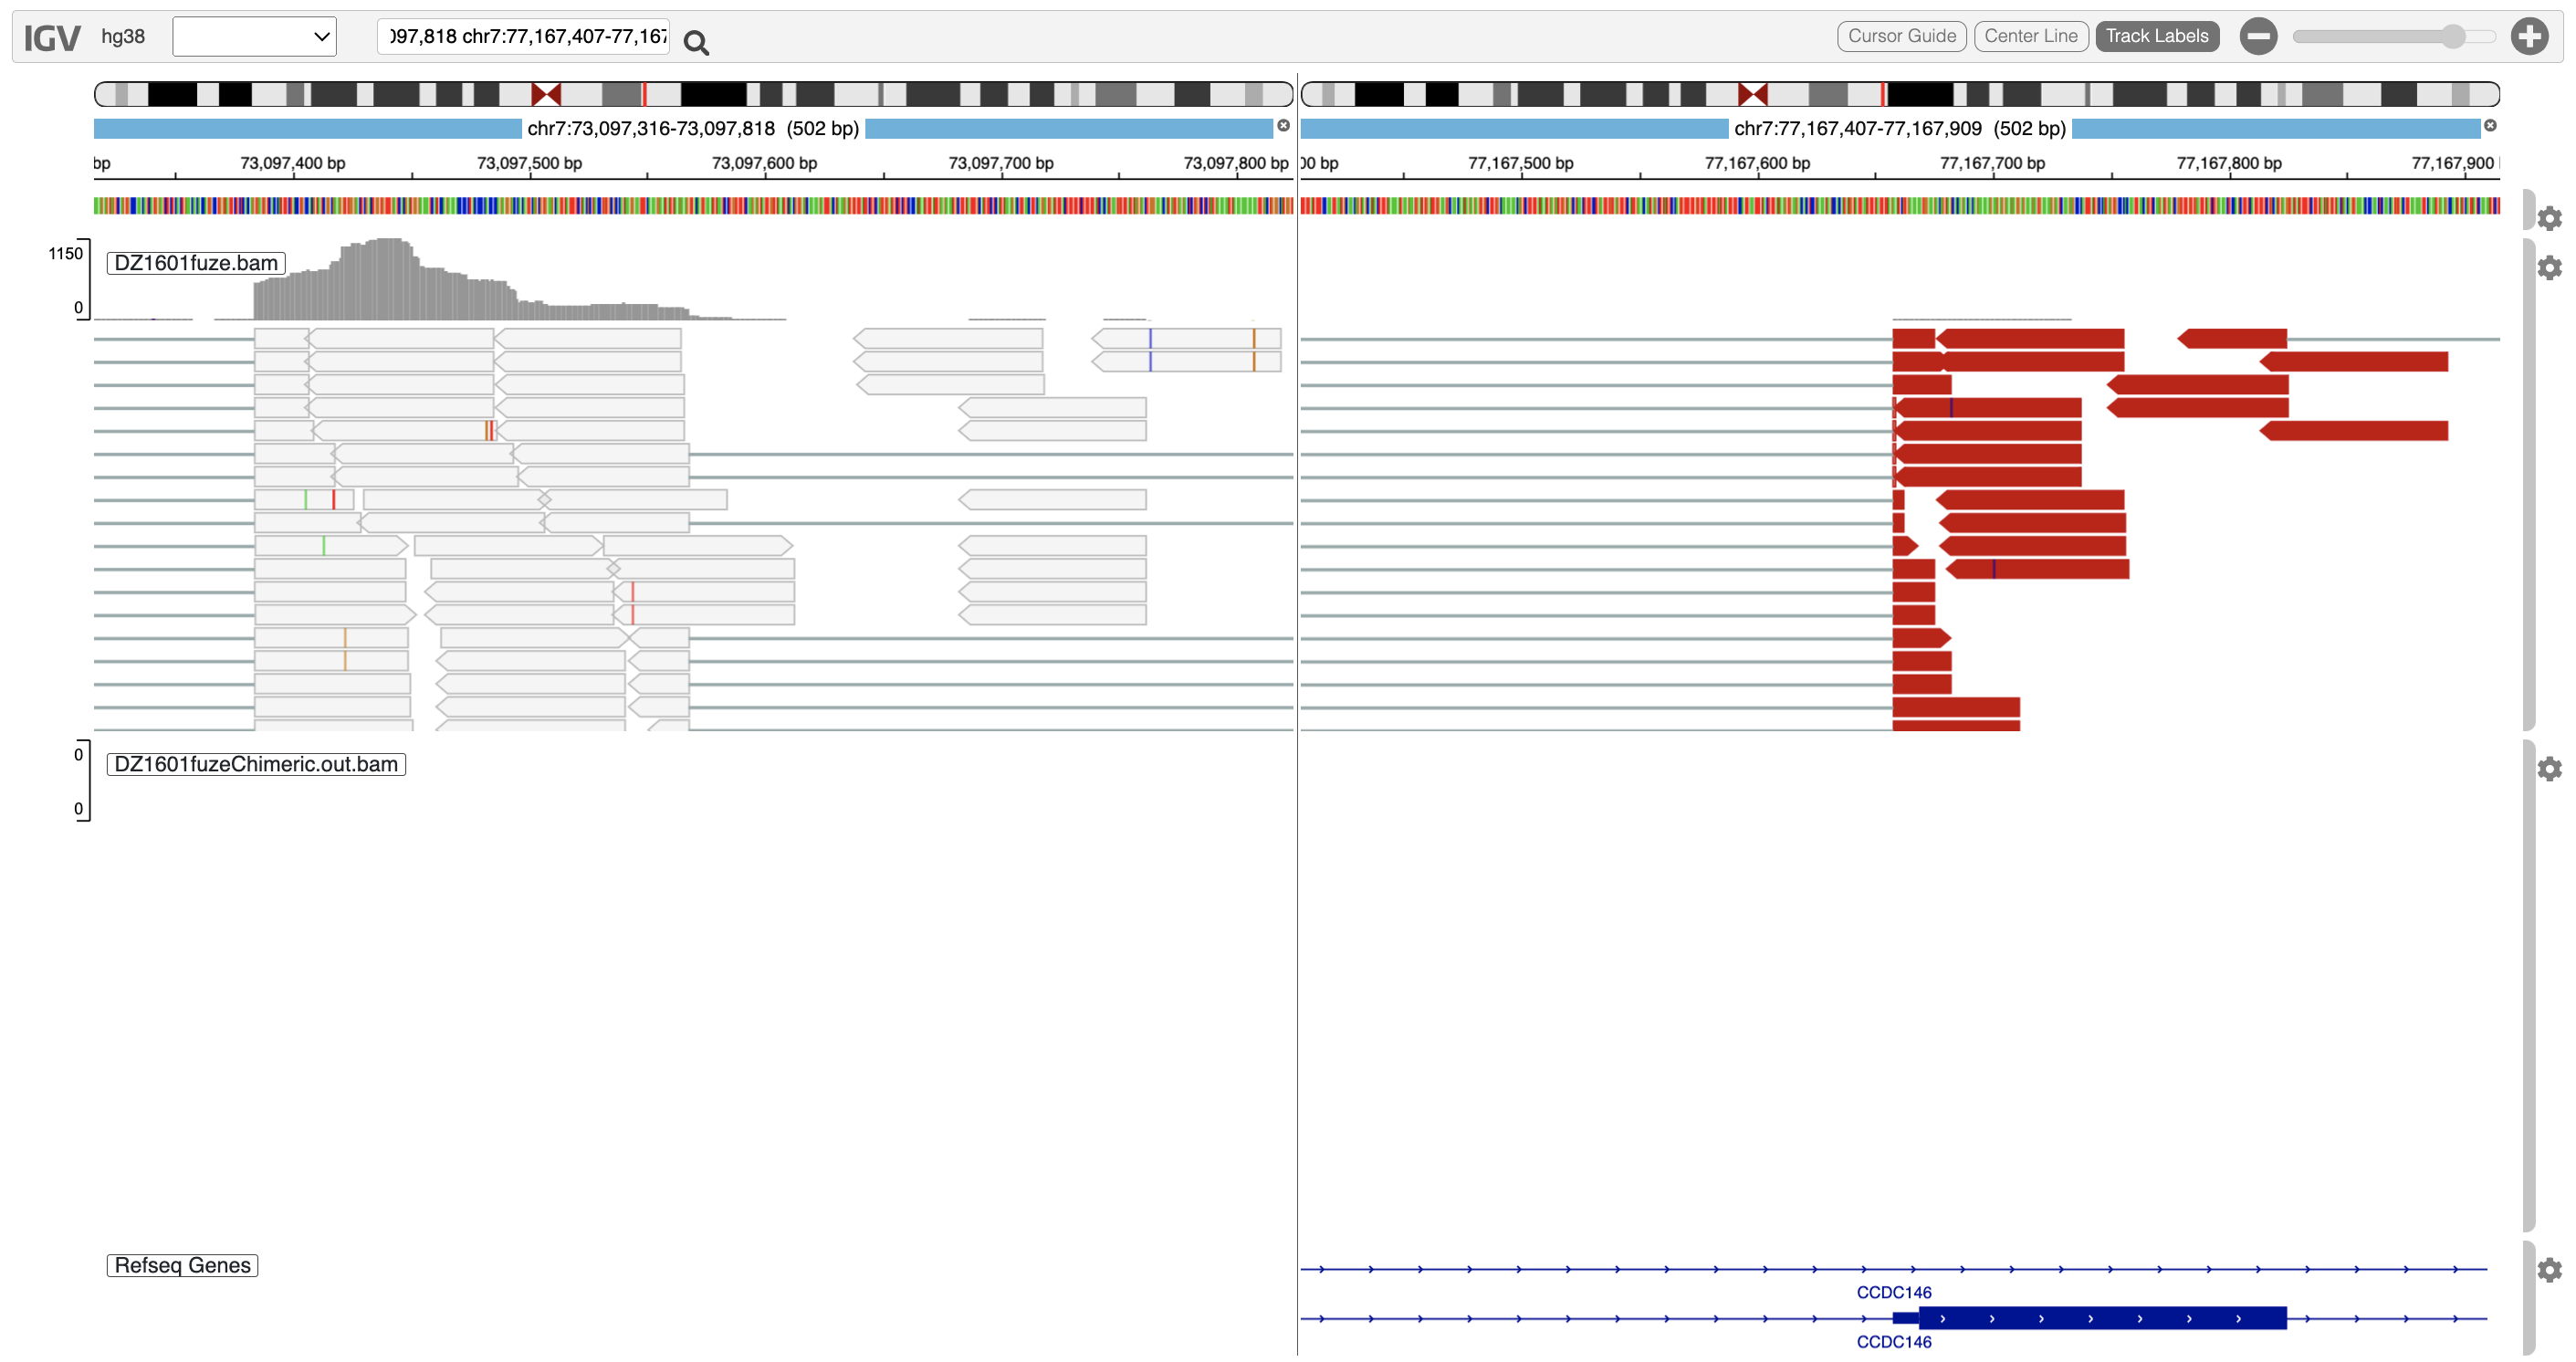 IGV hg38 097,818 chr7:77,167,407-77,167 Cursor Guide Center Line Track Labels
chr7:73,097,316-73,097,818 (502 bp) chr7:77,167,407-77,167,909 (502 bp)
bp 73,097,400 bp 73,097,500 bp 73,097,600 bp 73,097,700 bp 73,097,800 bp 00 bp 77,167,500 bp 77,167,600 bp 77,167,700 bp 77,167,800 bp 77,167,900
1150
DZ1601fuze.bam
0
0
DZ1601fuzeChimeric.out.bam
0
Refseq Genes
CCDC146
CCDC146